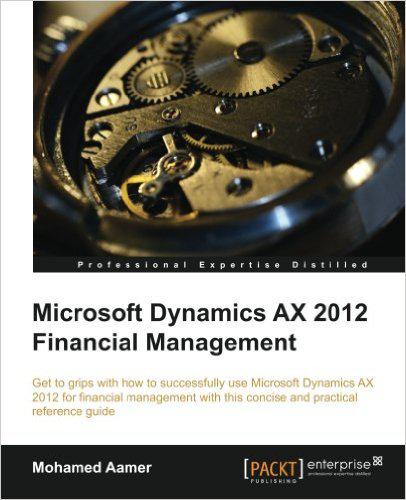 Professional Expertise Distilled
Microsoft Dynamics AX 2012
Financial Management
Get to grips with how to successfully use Microsoft Dynamics AX
2012 for financial management with this concise and practical
reference guide
Mohamed Aamer
[PACKT]
PUBLISHING
enterprise
professional expertise distilled